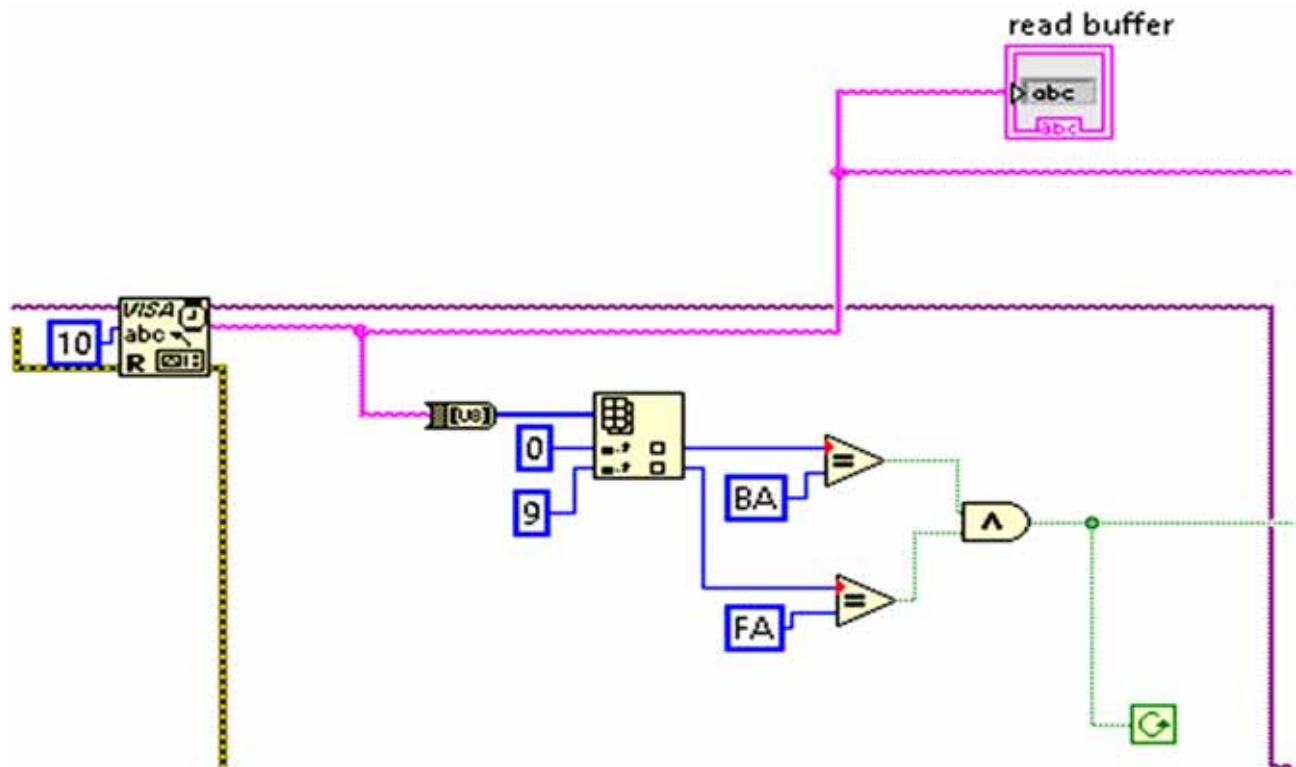 read buffer
abc
abc
VISA
10
abc
R
[U8]
0
9
BA
=
∧
FA
=